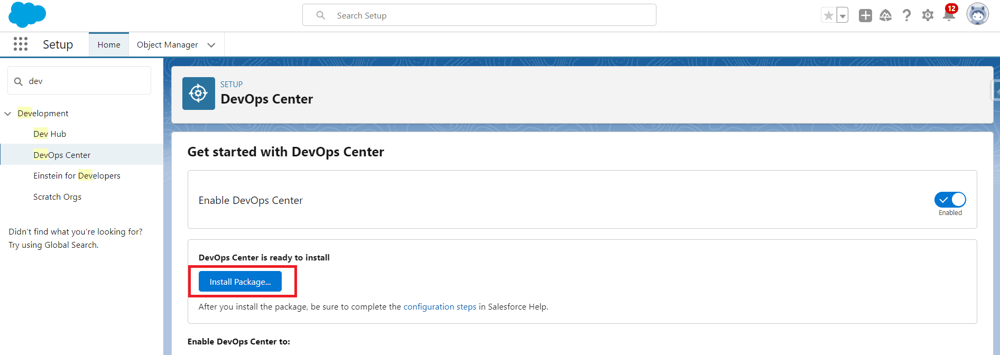 Search Setup
12
Setup
Home
Object Manager
dev
Development
Dev Hub
DevOps Center
Einstein for Developers
Scratch Orgs
Didn't find what you're looking for?
Try using Global Search.
SETUP
DevOps Center
Get started with DevOps Center
Enable DevOps Center
Enabled
DevOps Center is ready to install
Install Package...
After you install the package, be sure to complete the configuration steps in Salesforce Help.
Enable DevOps Center to: